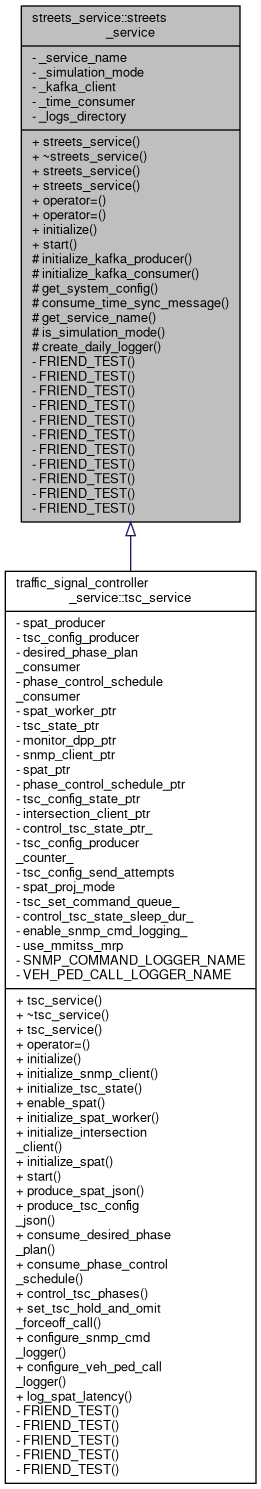 streets_service::streets
_service
- _service_name
- _simulation_mode
- _kafka_client
- _time_consumer
- _logs_directory
+ streets_service()
+ ~streets_service()
+ streets_service()
+ streets_service()
+ operator=()
+ operator=()
+ initialize()
+ start()
# initialize_kafka_producer()
# initialize_kafka_consumer()
# get_system_config()
# consume_time_sync_message()
# get_service_name()
# is_simulation_mode()
# create_daily_logger()
- FRIEND_TEST()
- FRIEND_TEST()
- FRIEND_TEST()
- FRIEND_TEST()
- FRIEND_TEST()
- FRIEND_TEST()
- FRIEND_TEST()
- FRIEND_TEST()
- FRIEND_TEST()
- FRIEND_TEST()
- FRIEND_TEST()
traffic_signal_controller
_service::tsc_service
- spat_producer
- tsc_config_producer
- desired_phase_plan
_consumer
- phase_control_schedule
_consumer
- spat_worker_ptr
- tsc_state_ptr
- monitor_dpp_ptr
- snmp_client_ptr
- spat_ptr
- phase_control_schedule_ptr
- tsc_config_state_ptr
- intersection_client_ptr
- control_tsc_state_ptr_
- tsc_config_producer
_counter_
- tsc_config_send_attempts
- spat_proj_mode
- tsc_set_command_queue_
- control_tsc_state_sleep_dur_
- enable_snmp_cmd_logging_
- use_mmitss_mrp
- SNMP_COMMAND_LOGGER_NAME
- VEH_PED_CALL_LOGGER_NAME
+ tsc_service()
+ ~tsc_service()
+ tsc_service()
+ operator=()
+ initialize()
+ initialize_snmp_client()
+ initialize_tsc_state()
+ enable_spat()
+ initialize_spat_worker()
+ initialize_intersection
_client()
+ initialize_spat()
+ start()
+ produce_spat_json()
+ produce_tsc_config
_json()
+ consume_desired_phase
_plan()
+ consume_phase_control
_schedule()
+ control_tsc_phases()
+ set_tsc_hold_and_omit
_forceoff_call()
+ configure_snmp_cmd
_logger()
+ configure_veh_ped_call
_logger()
+ log_spat_latency()
- FRIEND_TEST()
- FRIEND_TEST()
- FRIEND_TEST()
- FRIEND_TEST()
- FRIEND_TEST()